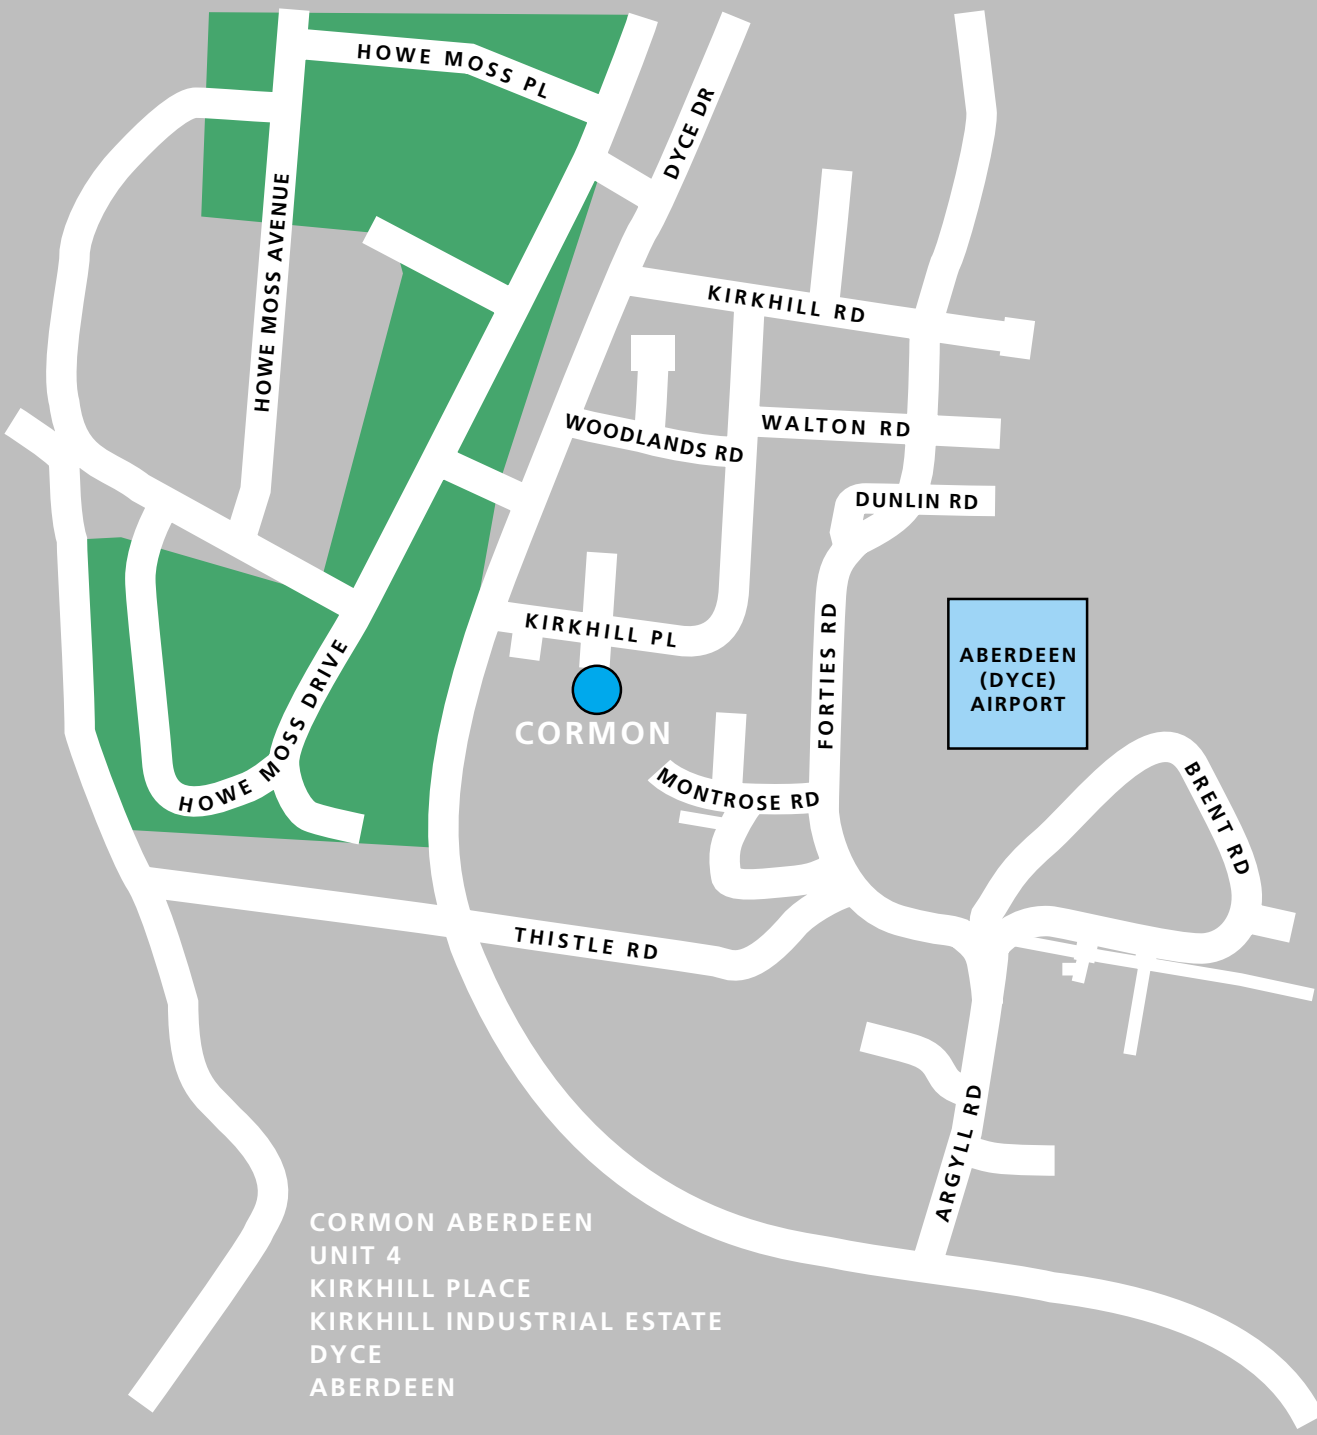 HOWE MOSS PL
DYCE DR
HOWE MOSS AVENUE
KIRKHILL RD
WOODLANDS RD
WALTON RD
DUNLIN RD
KIRKHILL PL
FORTIES RD
ABERDEEN
(DYCE)
AIRPORT
HOWE MOSS DRIVE
CORMON
MONTROSE RD
BRENT RD
THISTLE RD
ARGYLL RD
CORMON ABERDEEN
UNIT 4
KIRKHILL PLACE
KIRKHILL INDUSTRIAL ESTATE
DYCE
ABERDEEN